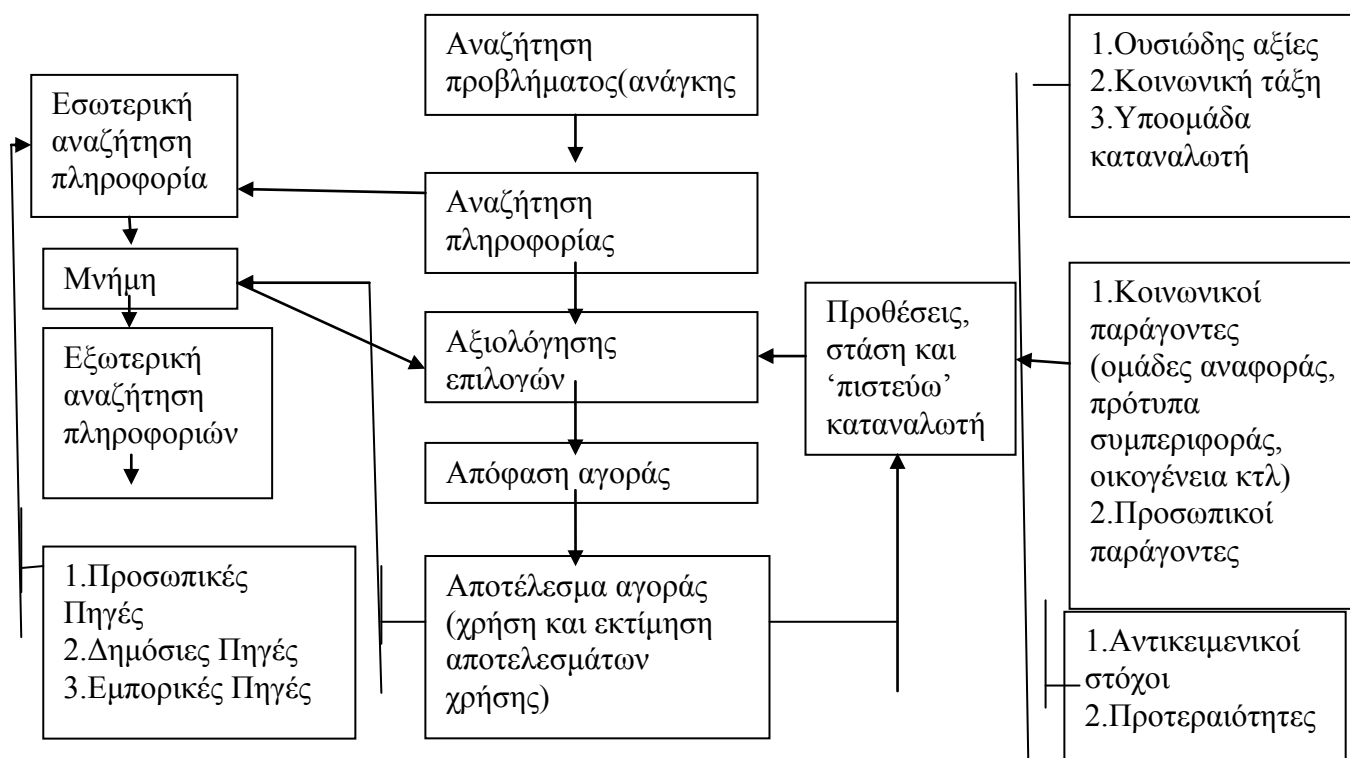 Αναζήτηση
προβλήματος(ανάγκης
Εσωτερική
αναζήτηση
πληροφορία
Αναζήτηση
πληροφορίας
Μνήμη
Εξωτερική
αναζήτηση
πληροφοριών
Αξιολόγησης
επιλογών
Απόφαση αγοράς
1.Προσωπικές
Πηγές
2.Δημόσιες Πηγές
3.Εμπορικές Πηγές
Αποτέλεσμα αγοράς
(χρήση και εκτίμηση
αποτελεσμάτων
χρήσης)
Προθέσεις,
στάση και
‘πιστεύω’
καταναλωτή
1.Ουσιώδης αξίες
2.Κοινωνική τάξη
3.Υποομάδα
καταναλωτή
1.Κοινωνικοί
παράγοντες
(ομάδες αναφοράς,
πρότυπα
συμπεριφοράς,
οικογένεια κτλ)
2.Προσωπικοί
παράγοντες
1.Αντικειμενικοί
στόχοι
2.Προτεραιότητες